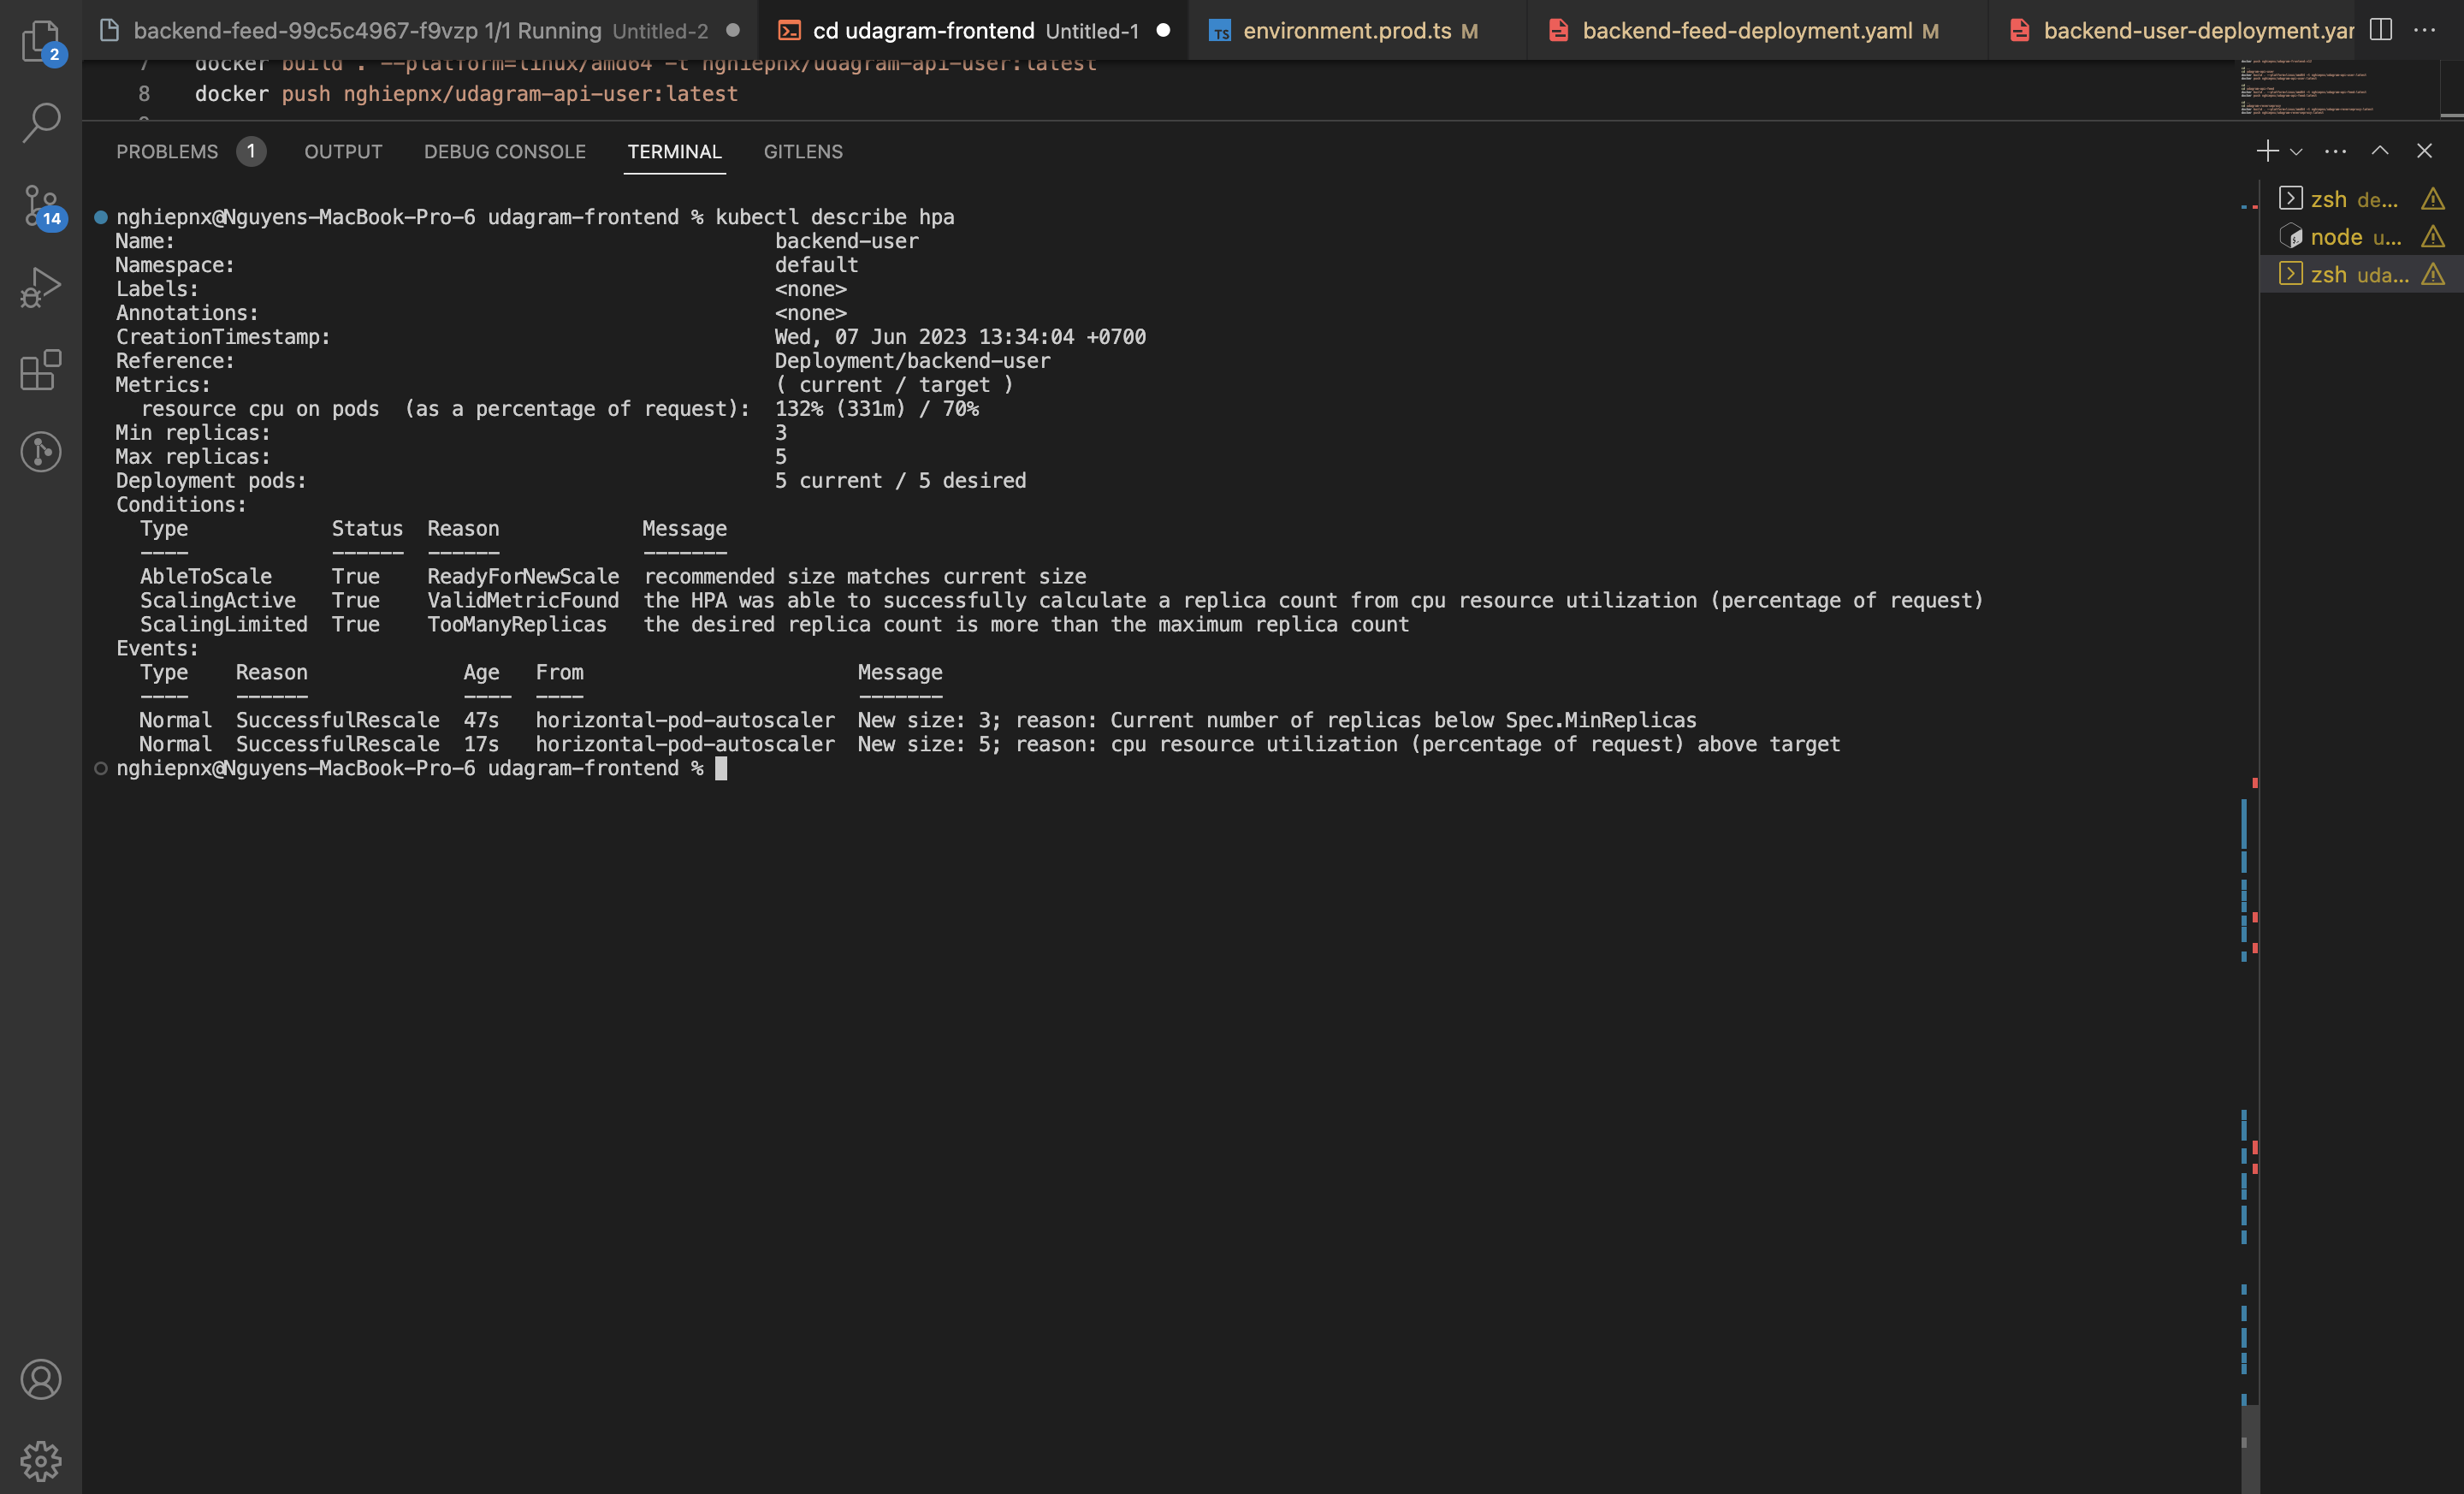 2
14
backend-feed-99c5c4967-f9vzp 1/1 Running Untitled-2
cd udagram-frontend Untitled-1
TS environment.prod.ts M
backend-feed-deployment.yaml M
backend-user-deployment.yar
7 docker build . --platform=linux/amd64 -t nghiepnx/udagram-api-user:latest
8 docker push nghiepnx/udagram-api-user:latest
PROBLEMS 1 OUTPUT DEBUG CONSOLE TERMINAL GITLENS
zsh de...
node u...
zsh uda...
nghiepnx@Nguyens-MacBook-Pro-6 udagram-frontend % kubectl describe hpa
Name: backend-user
Namespace: default
Labels: <none>
Annotations: <none>
CreationTimestamp: Wed, 07 Jun 2023 13:34:04 +0700
Reference: Deployment/backend-user
Metrics: ( current / target )
resource cpu on pods (as a percentage of request): 132% (331m) / 70%
Min replicas: 3
Max replicas: 5
Deployment pods: 5 current / 5 desired
Conditions:
Type Status Reason Message
---- ------ ------ -------
AbleToScale True ReadyForNewScale recommended size matches current size
ScalingActive True ValidMetricFound the HPA was able to successfully calculate a replica count from cpu resource utilization (percentage of request)
ScalingLimited True TooManyReplicas the desired replica count is more than the maximum replica count
Events:
Type Reason Age From Message
---- ------ ---- ---- -------
Normal SuccessfulRescale 47s horizontal-pod-autoscaler New size: 3; reason: Current number of replicas below Spec.MinReplicas
Normal SuccessfulRescale 17s horizontal-pod-autoscaler New size: 5; reason: cpu resource utilization (percentage of request) above target
nghiepnx@Nguyens-MacBook-Pro-6 udagram-frontend %